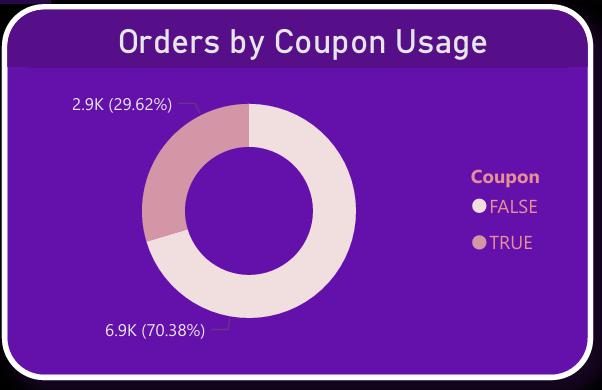 Orders by Coupon Usage
2.9K (29.62%)
Coupon
FALSE
TRUE
6.9K (70.38%)